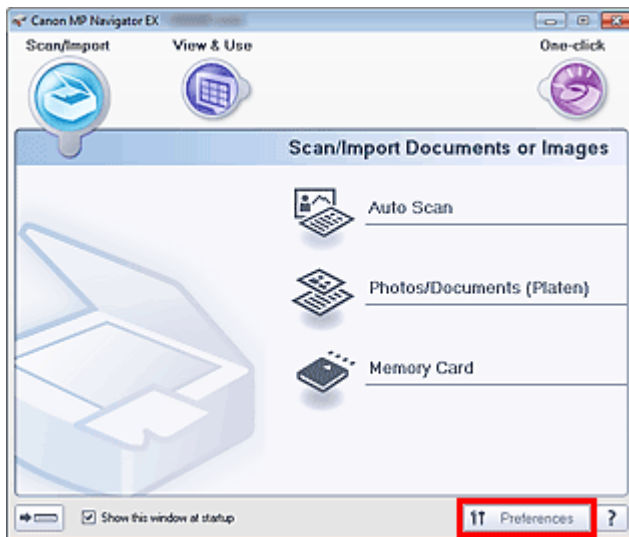 Canon MP Navigator EX
Scan/Import View & Use One-click
Scan/Import Documents or Images
Auto Scan
Photos/Documents (Platen)
Memory Card
Show this window at startup
Preferences ?